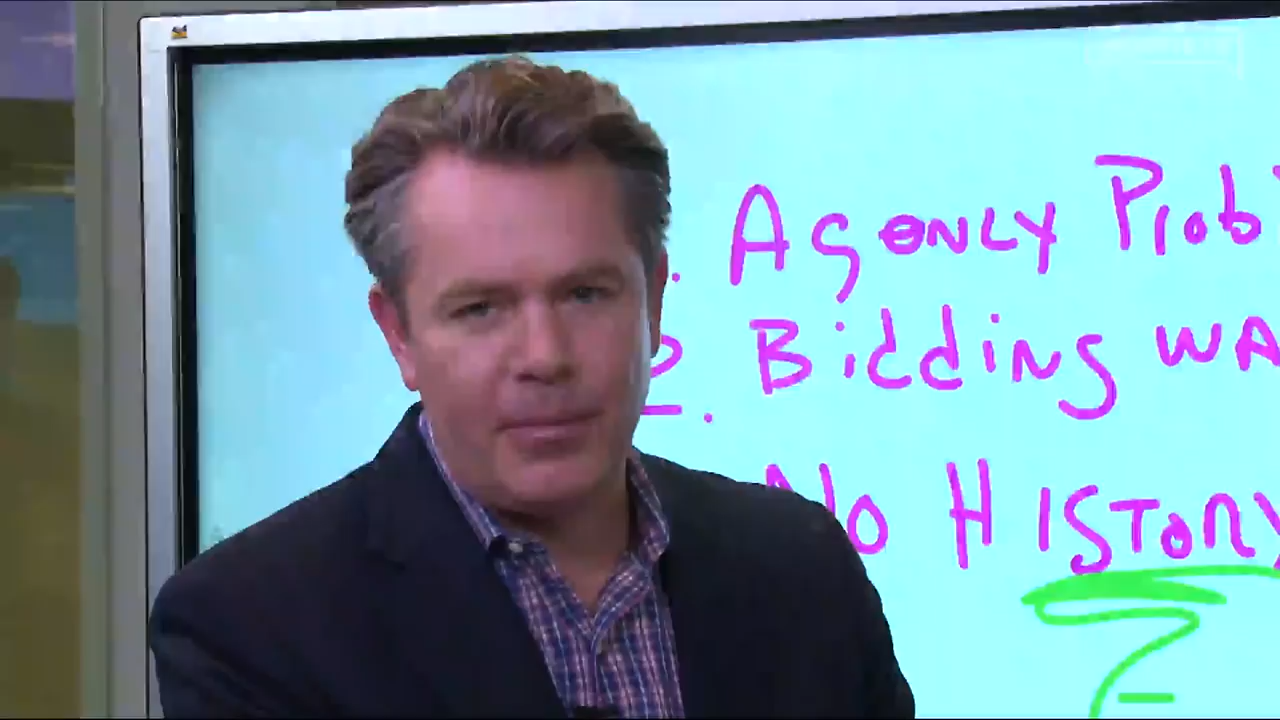 . Agency Prob
2. Bidding WA
No HISTORY